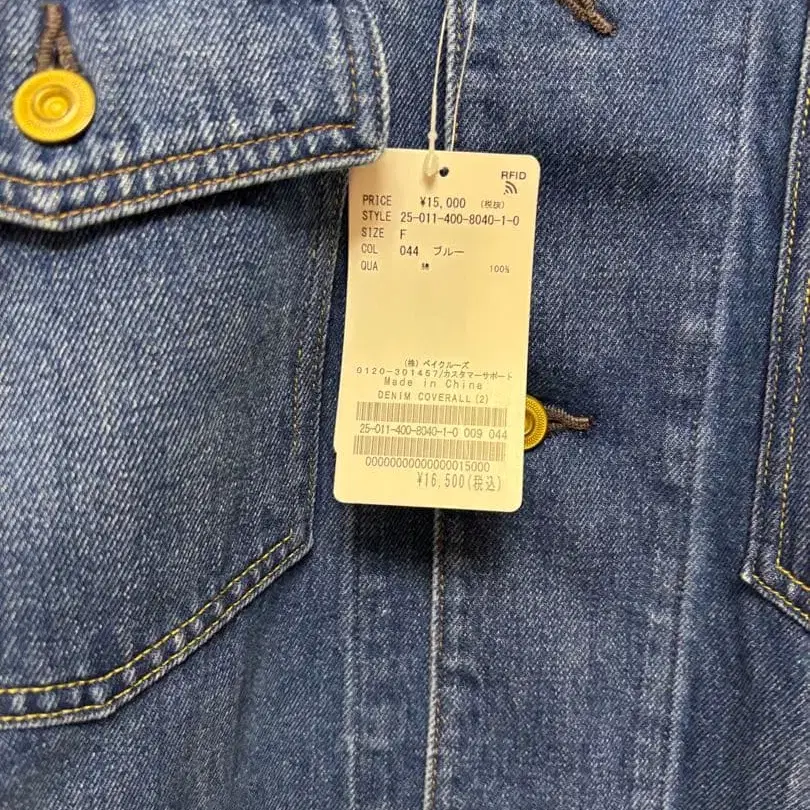 RFID
PRICE ¥15,000 (税抜)
STYLE 25-011-400-8040-1-0
SIZE F
COL 044 ブルー
QUA 綿 100%
(株) ベイクルーズ
0120-301457/カスタマーサポート
Made in China
DENIM COVERALL(2)
25-011-400-8040-1-0 009 044
00000000000000015000
¥16,500(税込)